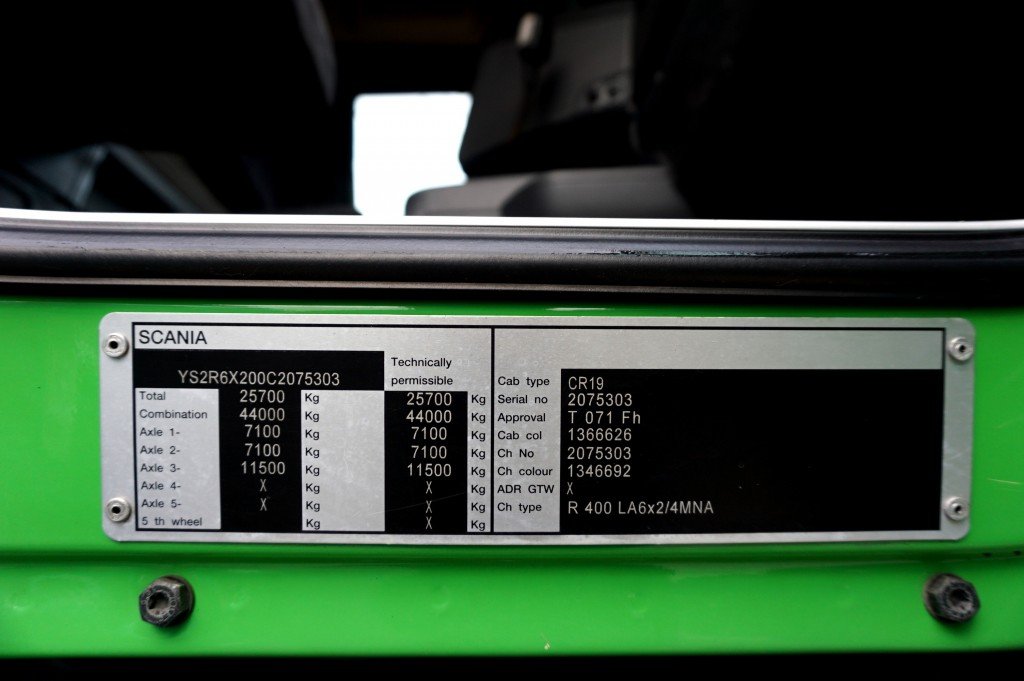 SCANIA
YS2R6X200C2075303
Technically
permissible
Total 25700 Kg 25700 Kg
Combination 44000 Kg 44000 Kg
Axle 1- 7100 Kg 7100 Kg
Axle 2- 7100 Kg 7100 Kg
Axle 3- 11500 Kg 11500 Kg
Axle 4- X Kg X Kg
Axle 5- X Kg X Kg
5 th wheel Kg X Kg
Cab type CR19
Serial no 2075303
Approval T 071 Fh
Cab col 1366626
Ch No 2075303
Ch colour 1346692
ADR GTW X
Ch type R 400 LA6x2/4MNA